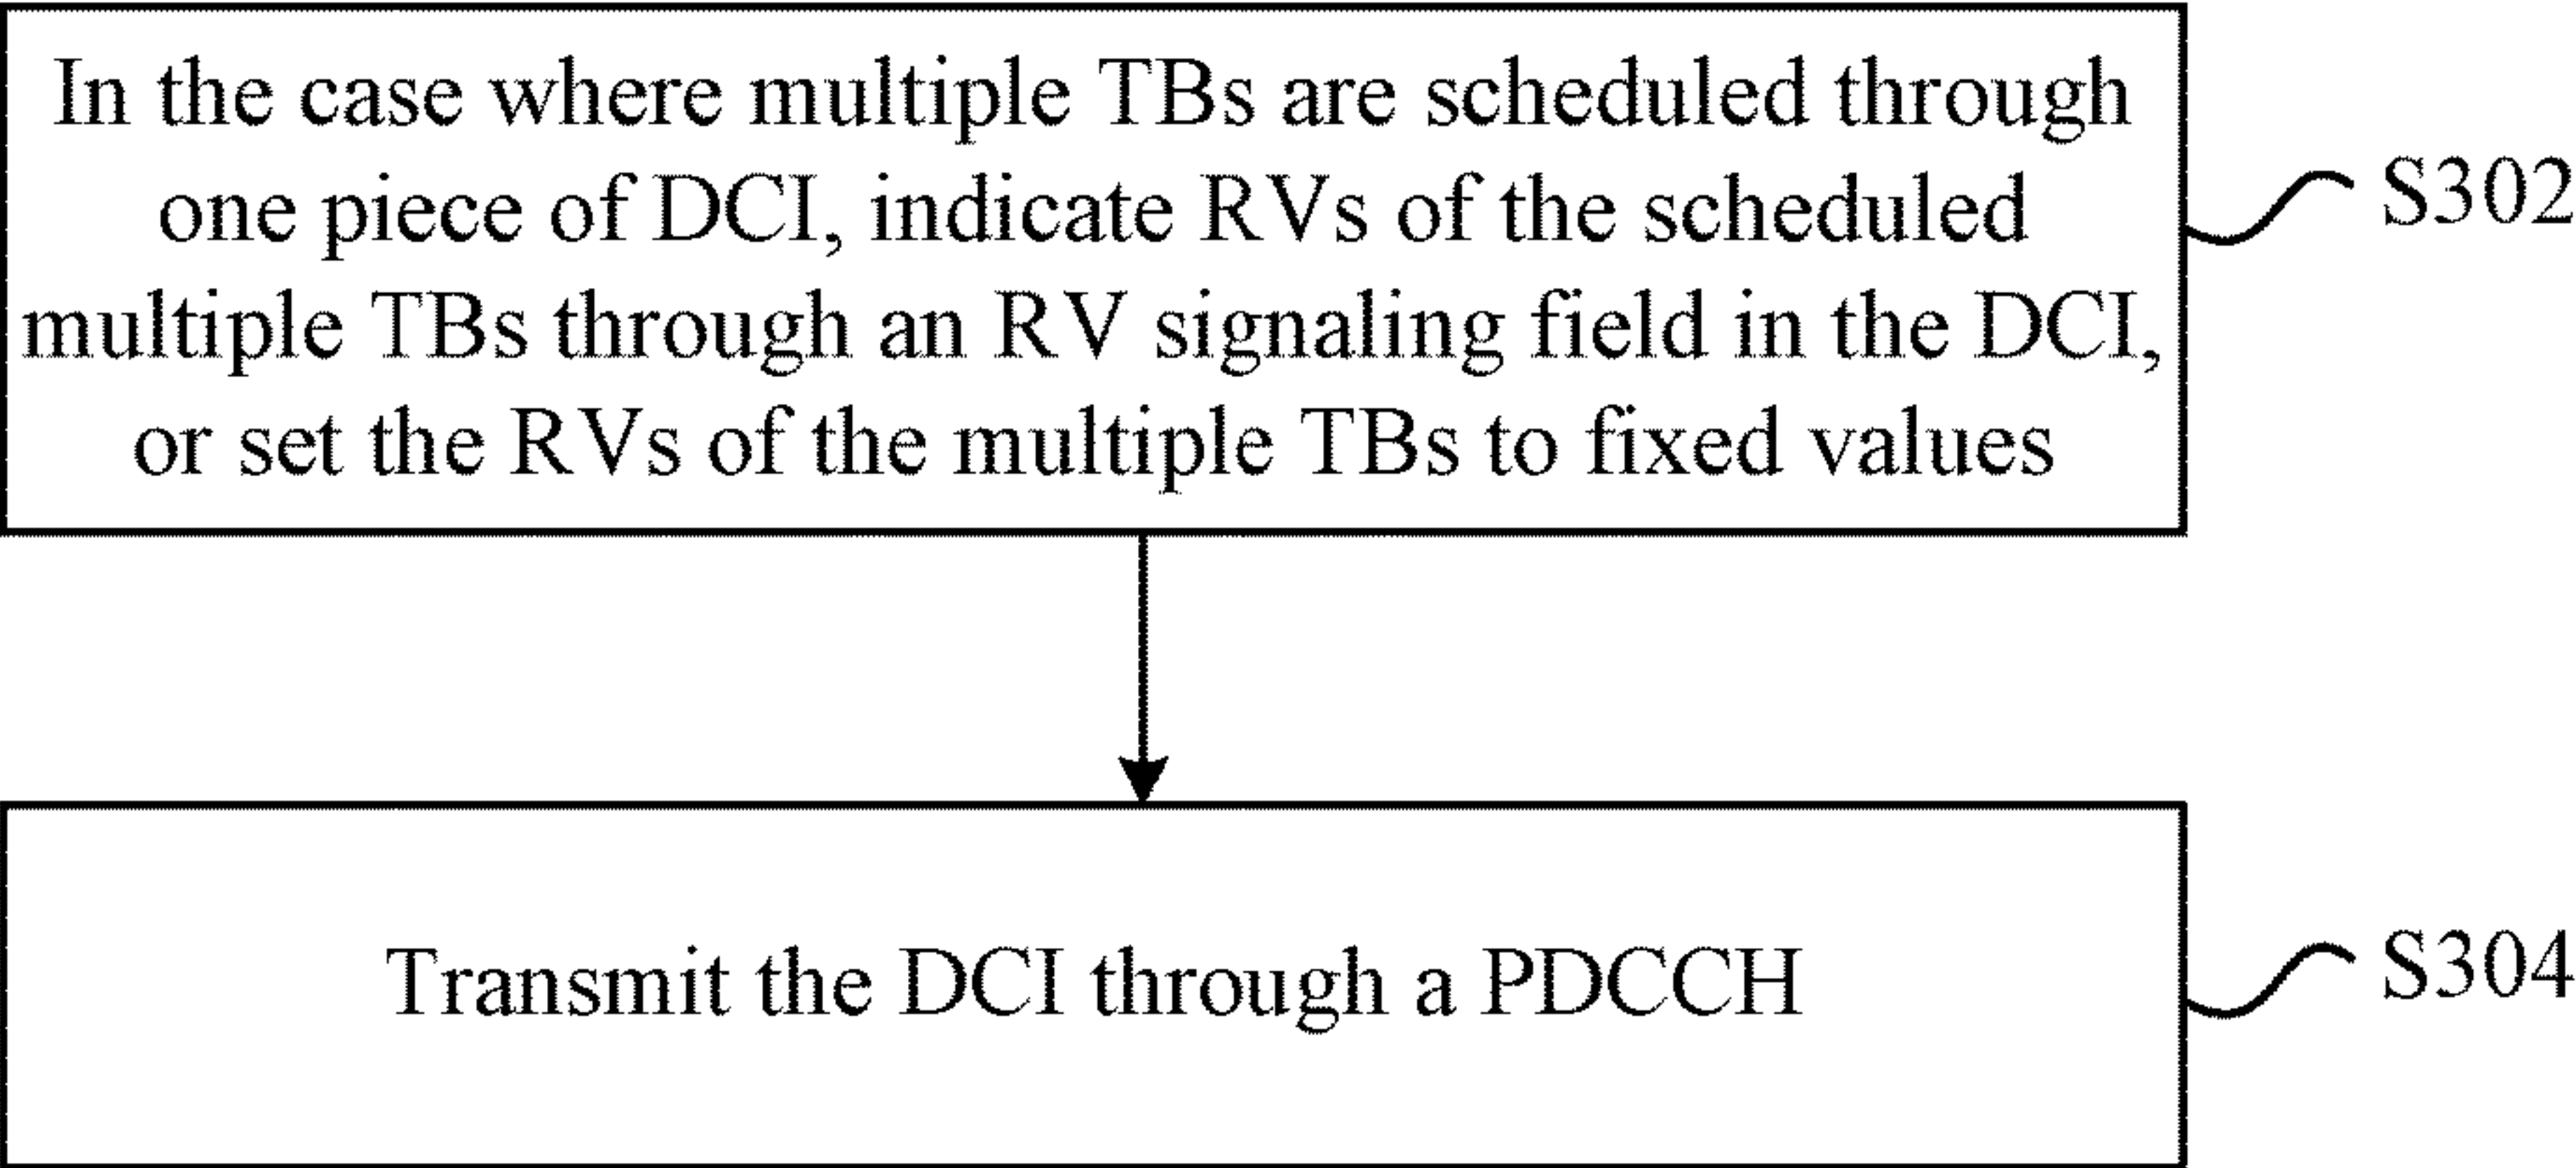 In the case where multiple TBs are scheduled through
one piece of DCI, indicate RVs of the scheduled
multiple TBs through an RV signaling field in the DCI,
or set the RVs of the multiple TBs to fixed values
S302
Transmit the DCI through a PDCCH
S304